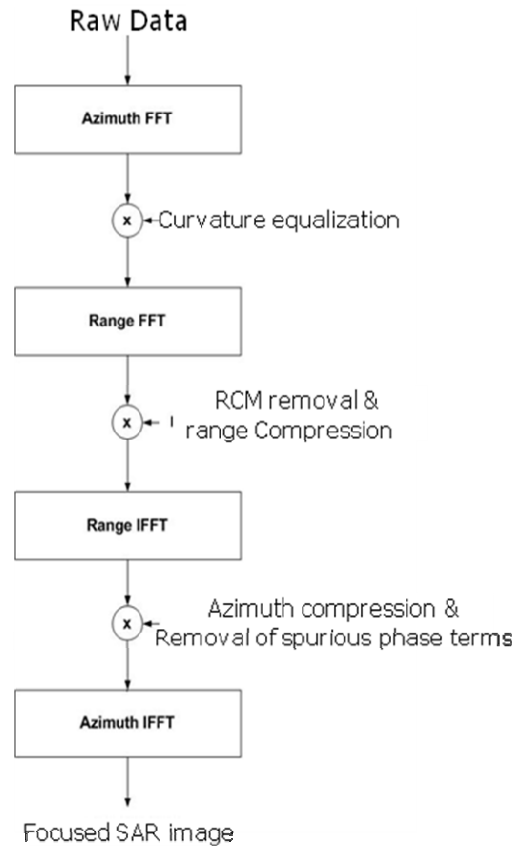 Raw Data
Azimuth FFT
x
Curvature equalization
Range FFT
RCM removal &
x
range Compression
Range IFFT
Azimuth compression &
x
Removal of spurious phase terms
Azimuth IFFT
Focused SAR image